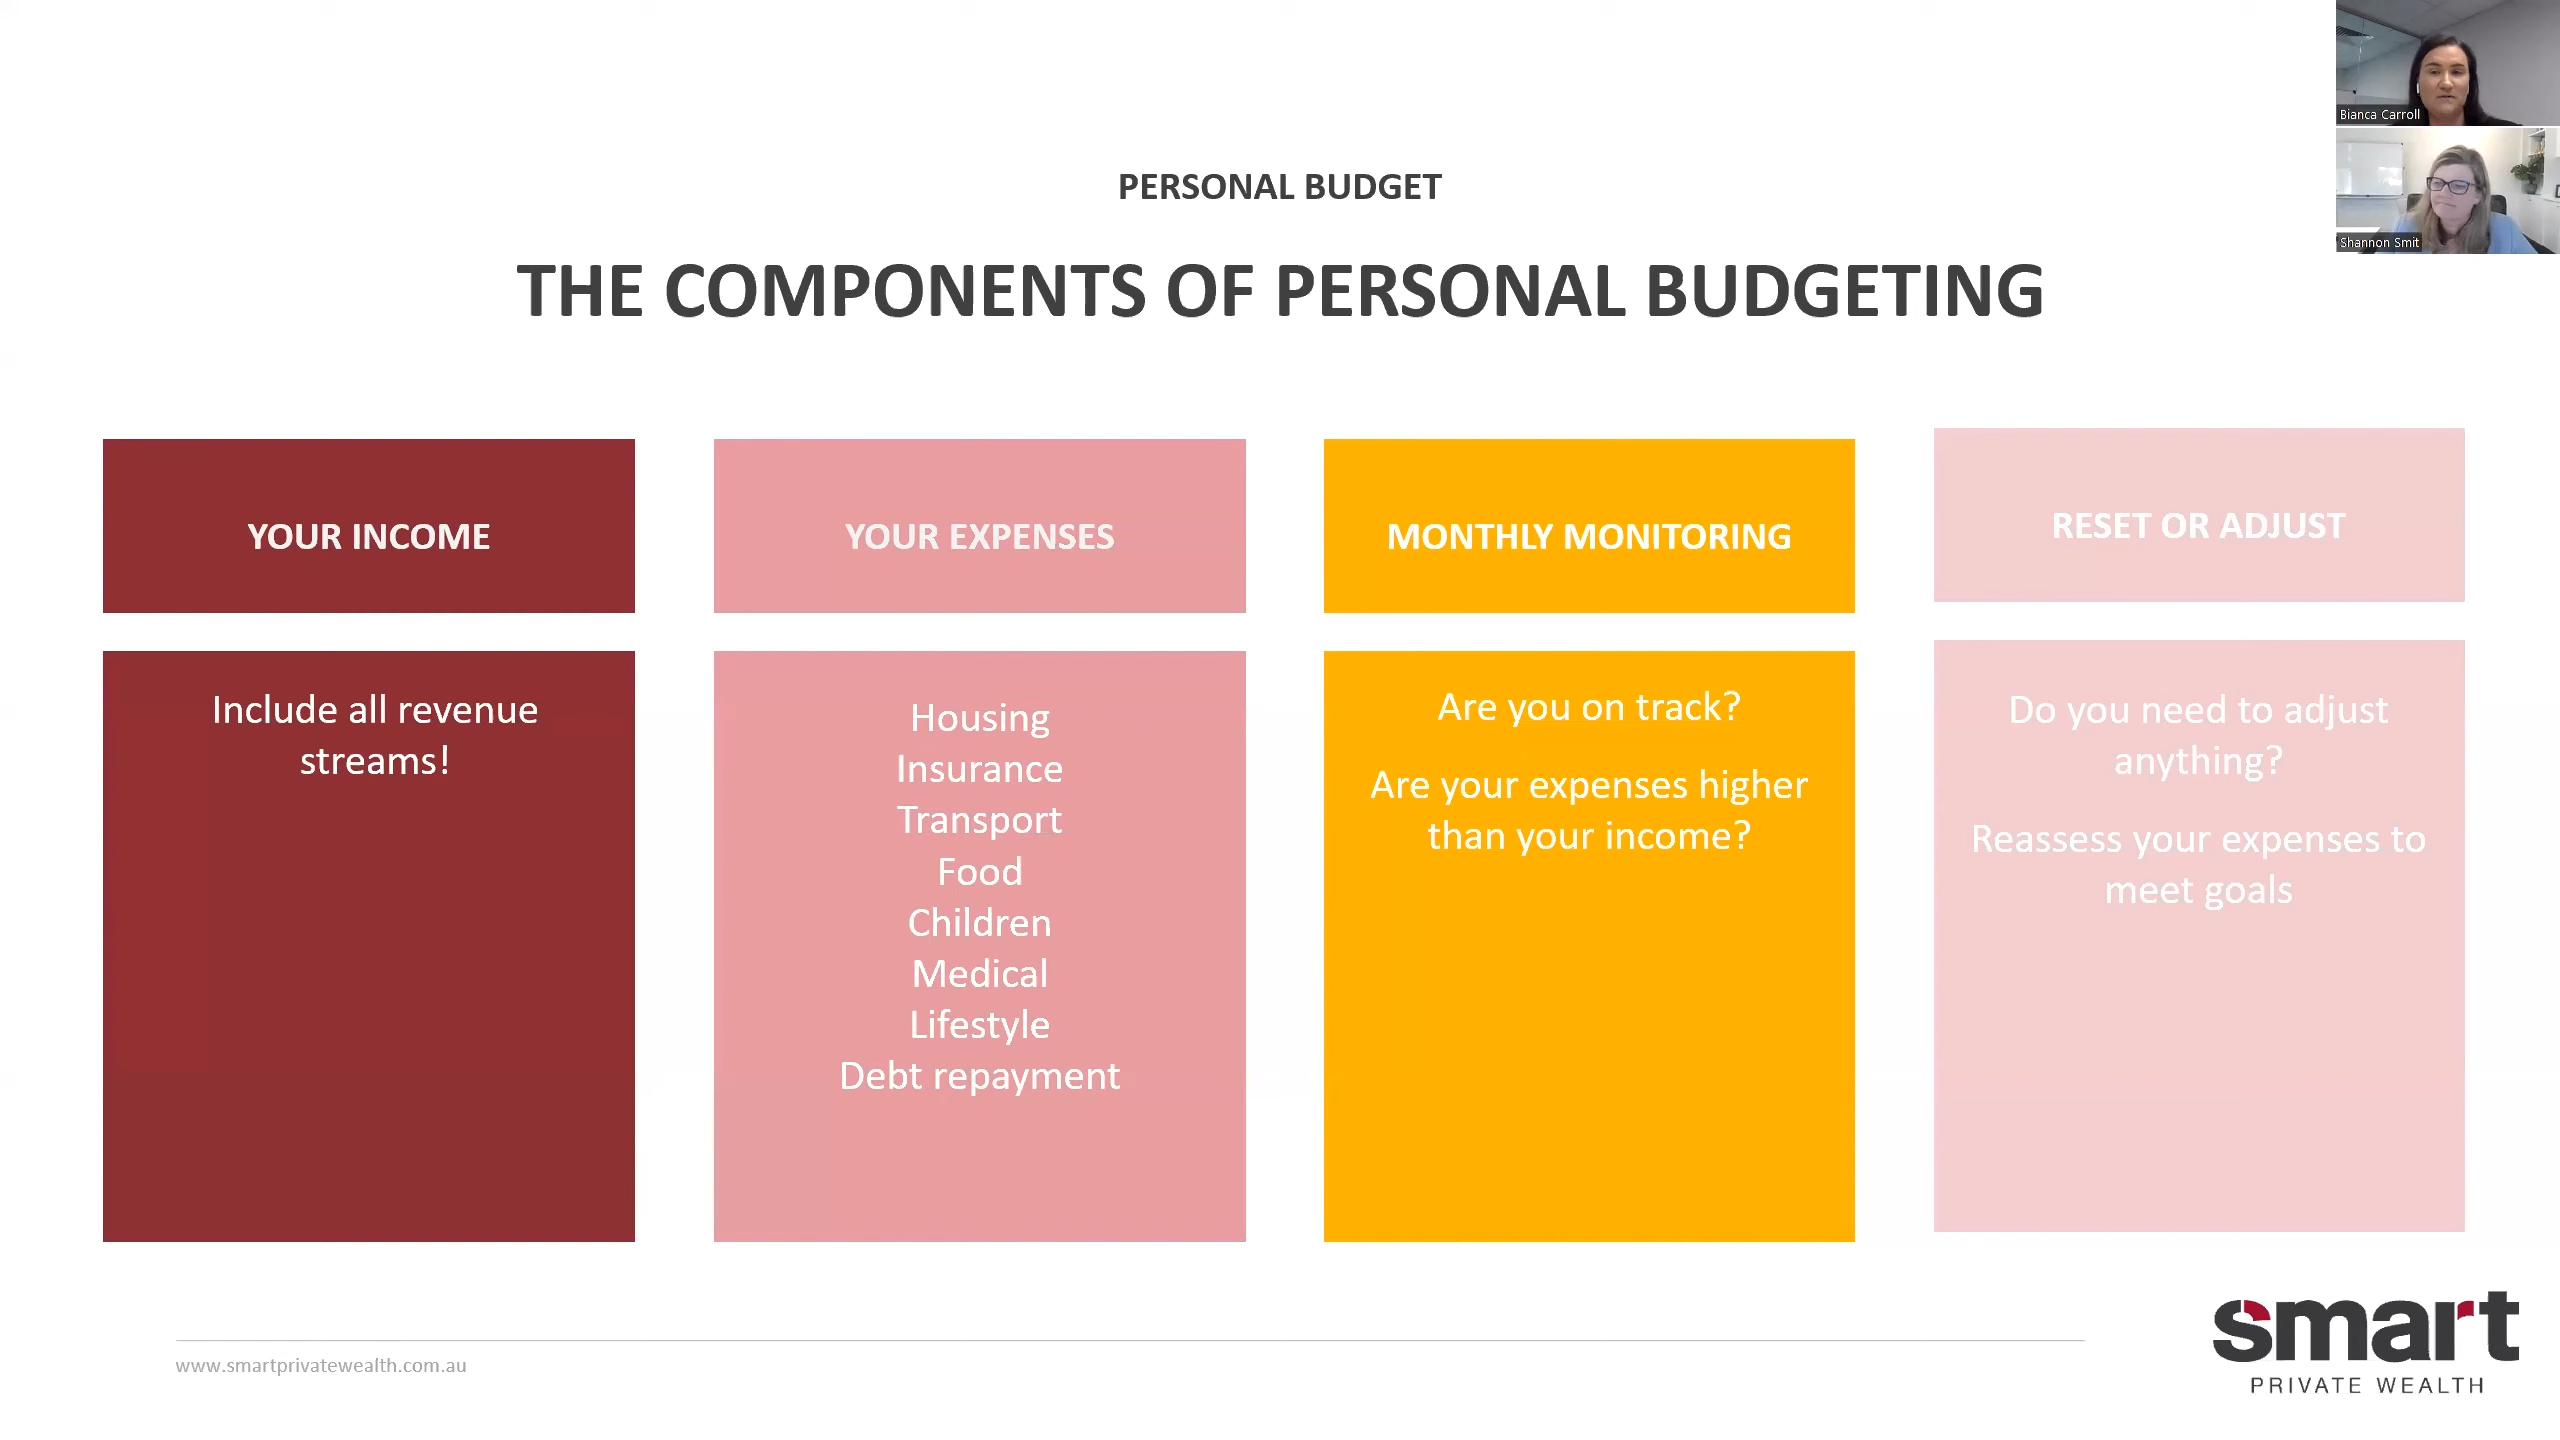 Bianca Carroll
Shannon Smit
PERSONAL BUDGET
THE COMPONENTS OF PERSONAL BUDGETING
YOUR INCOME
Include all revenue
streams!
YOUR EXPENSES
Housing
Insurance
Transport
Food
Children
Medical
Lifestyle
Debt repayment
MONTHLY MONITORING
Are you on track?
Are your expenses higher
than your income?
RESET OR ADJUST
Do you need to adjust
anything?
Reassess your expenses to
meet goals
www.smartprivatewealth.com.au
smart
PRIVATE WEALTH